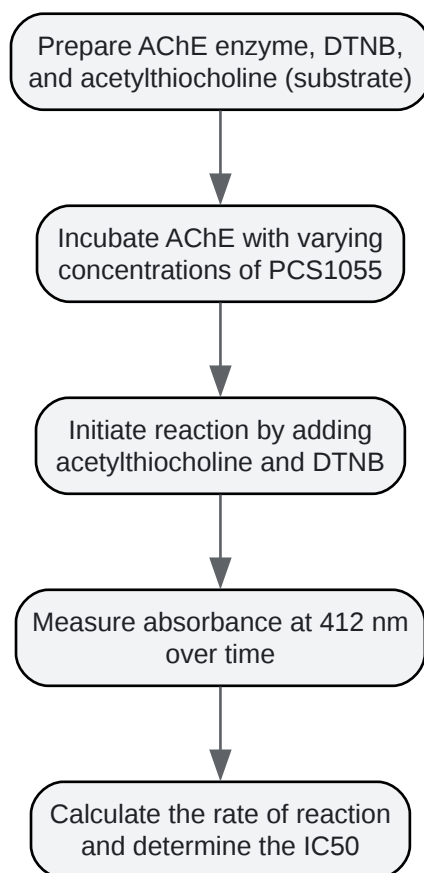 Prepare AChE enzyme, DTNB,
and acetylthiocholine (substrate)
Incubate AChE with varying
concentrations of PCS1055
Initiate reaction by adding
acetylthiocholine and DTNB
Measure absorbance at 412 nm
over time
Calculate the rate of reaction
and determine the IC50